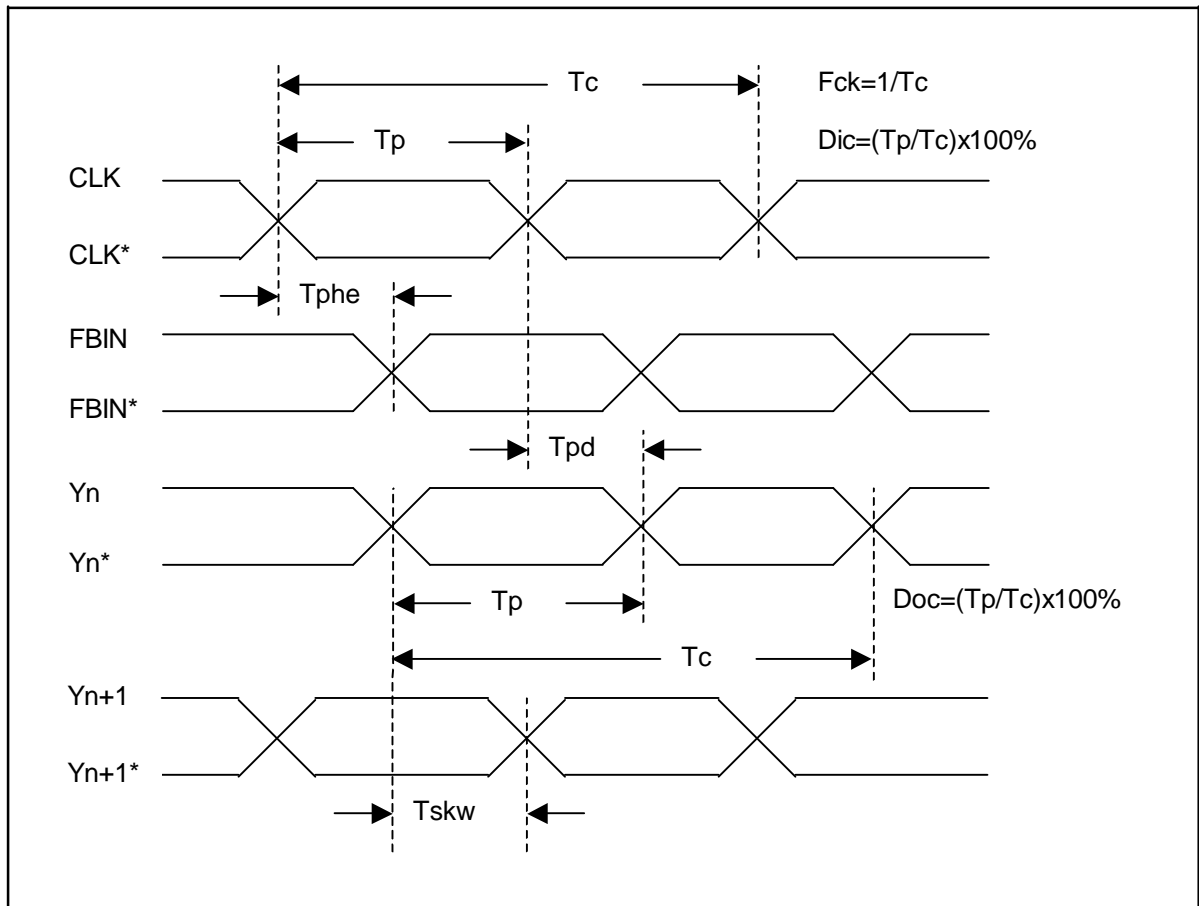 Tc
Fck=1/Tc
Tp
Dic=(Tp/Tc)x100%
CLK
CLK*
Tphe
FBIN
FBIN*
Tpd
Yn
Yn*
Tp
Doc=(Tp/Tc)x100%
Tc
Yn+1
Yn+1*
Tskw